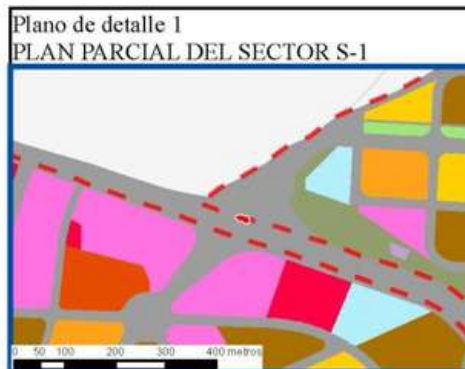 Plano de detalle 1
PLAN PARCIAL DEL SECTOR S-1
0 50 100 200 300 400 metros